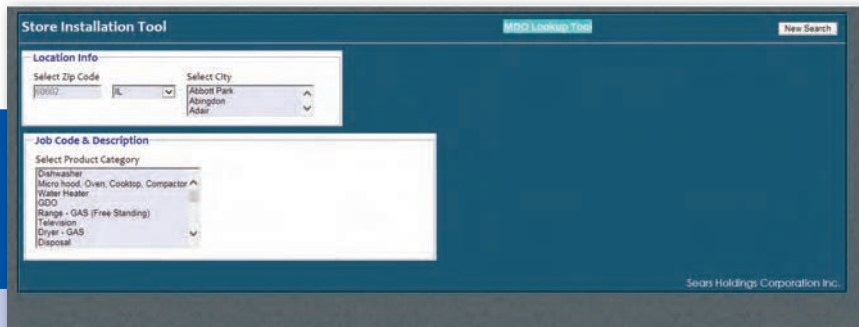 Store Installation Tool
MDO Lookup Tool
New Search
Location Info
Select Zip Code
Select City
60602
IL
Abbott Park
Abingdon
Adair
Job Code & Description
Select Product Category
Dishwasher
Micro hood, Oven, Cooktop, Compactor
Water Heater
GDO
Range - GAS (Free Standing)
Television
Dryer - GAS
Disposal
Sears Holdings Corporation Inc.